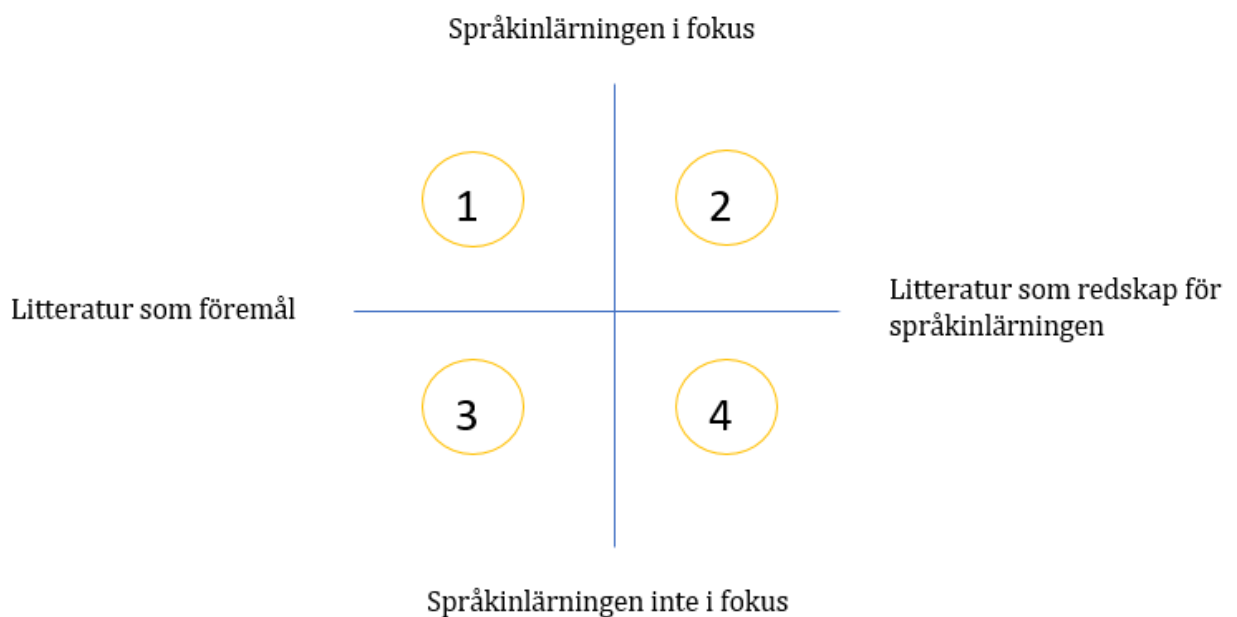 Språkinlärningen i fokus
1
2
Litteratur som föremål
Litteratur som redskap för
språkinlärningen
3
4
Språkinlärningen inte i fokus